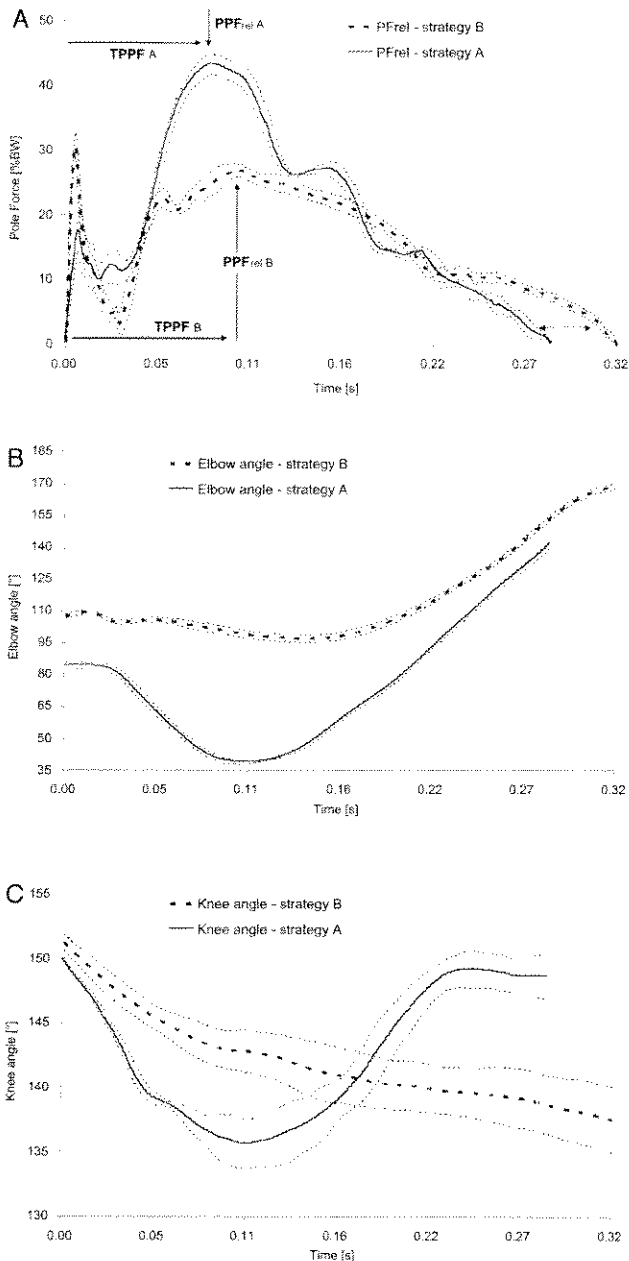 A
PPFrel A
TPPF A
PFrel - strategy B
PFrel - strategy A
Pole Force [%BW]
50
40
30
20
10
0
PPFrel B
TPPF B
0.00 0.05 0.11 0.16 0.22 0.27 0.32
Time [s]
B
Elbow angle - strategy B
Elbow angle - strategy A
Elbow angle [°]
185
170
155
140
125
110
95
65
50
35
0.00 0.05 0.11 0.16 0.22 0.27 0.32
Time [s]
C
Knee angle - strategy B
Knee angle - strategy A
Knee angle [°]
155
150
145
140
135
130
0.00 0.05 0.11 0.16 0.22 0.27 0.32
Time [s]